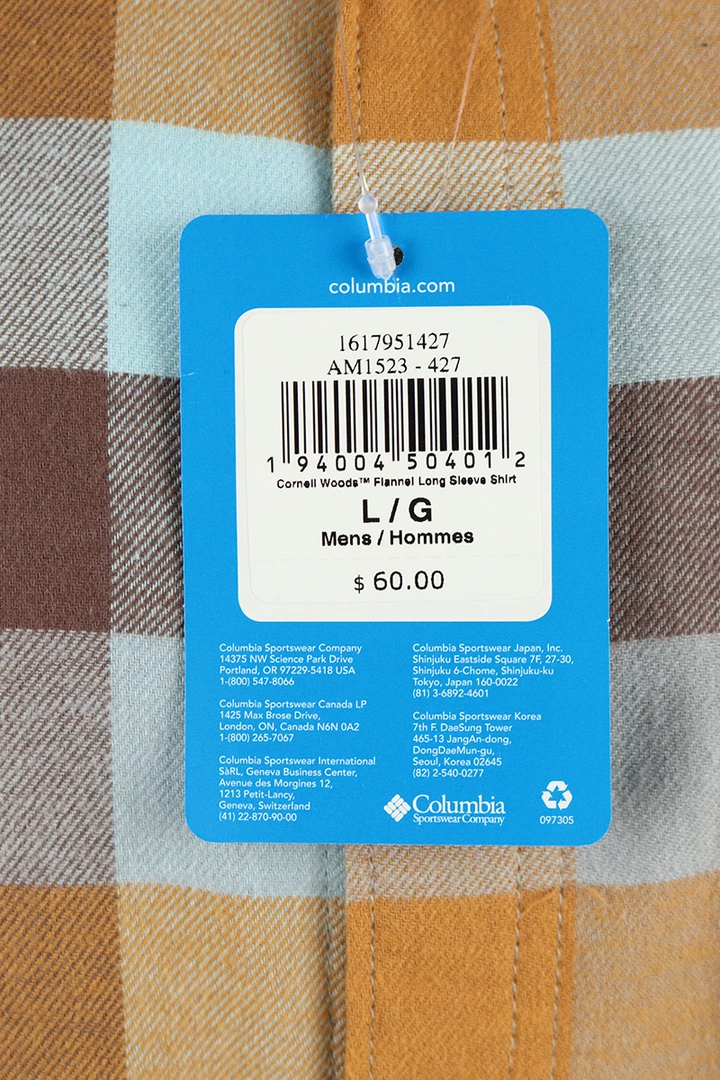 columbia.com
1617951427
AM1523 - 427
1 94004 50401 2
Cornell Woods™ Flannel Long Sleeve Shirt
L / G
Mens / Hommes
$ 60.00
Columbia Sportswear Company
14375 NW Science Park Drive
Portland, OR 97229-5418 USA
1-(800) 547-8066
Columbia Sportswear Canada LP
1425 Max Brose Drive,
London, ON, Canada N6N 0A2
1-(800) 265-7067
Columbia Sportswear International
SàRL, Geneva Business Center,
Avenue des Morgines 12,
1213 Petit-Lancy,
Geneva, Switzerland
(41) 22-870-90-00
Columbia Sportswear Japan, Inc.
Shinjuku Eastside Square 7F, 27-30,
Shinjuku 6-Chome, Shinjuku-ku
Tokyo, Japan 160-0022
(81) 3-6892-4601
Columbia Sportswear Korea
7th F. DaeSung Tower
465-13 JangAn-dong,
DongDaeMun-gu,
Seoul, Korea 02645
(82) 2-540-0277
Columbia
Sportswear Company
097305